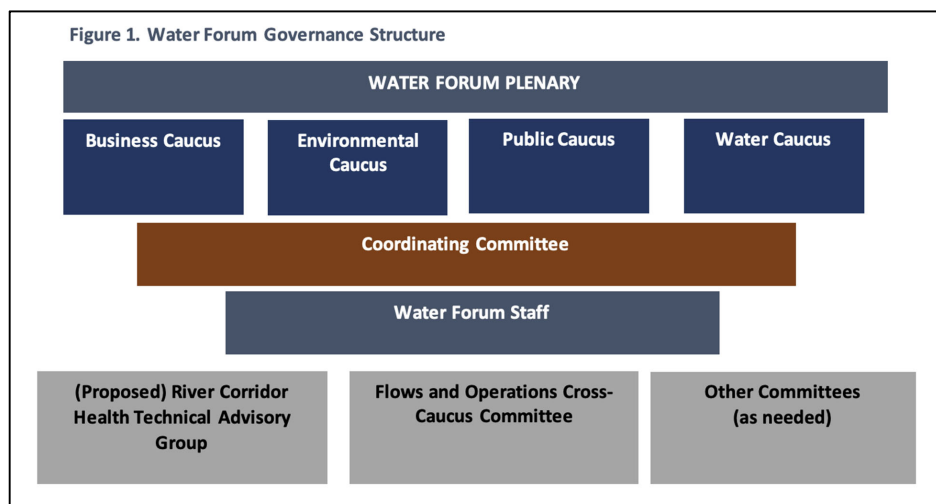 Figure 1. Water Forum Governance Structure
WATER FORUM PLENARY
Business Caucus
Environmental
Caucus
Public Caucus
Water Caucus
Coordinating Committee
Water Forum Staff
(Proposed) River Corridor
Health Technical Advisory
Group
Flows and Operations Cross-
Caucus Committee
Other Committees
(as needed)